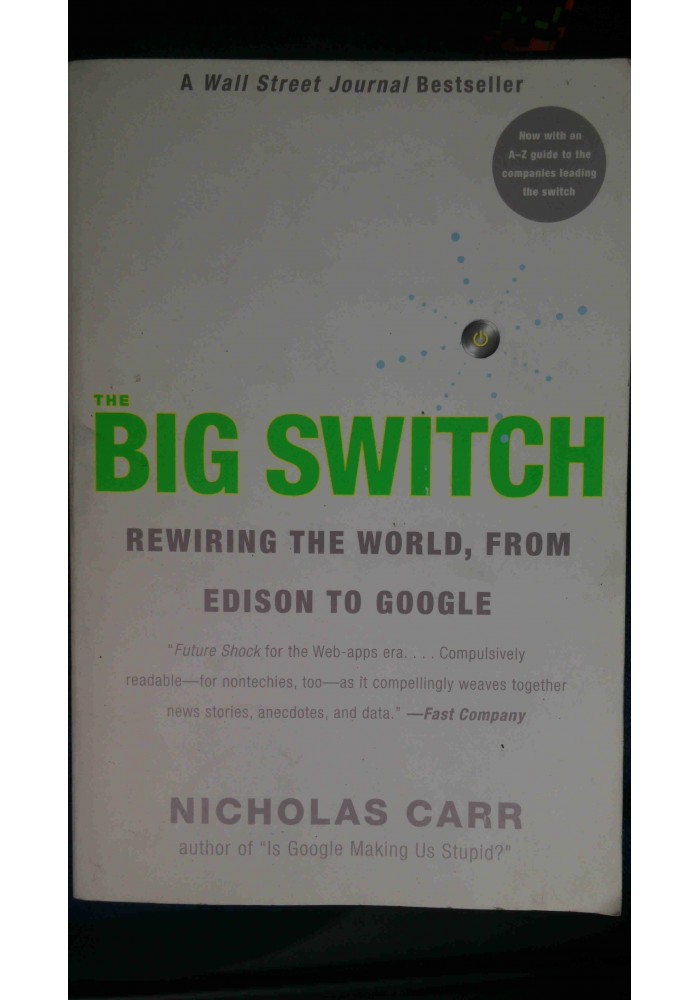 A Wall Street Journal Bestseller
Now with an
A–Z guide to the
companies leading
the switch
THE
BIG SWITCH
REWIRING THE WORLD, FROM
EDISON TO GOOGLE
"Future Shock for the Web-apps era. . . . Compulsively
readable—for nontechies, too—as it compellingly weaves together
news stories, anecdotes, and data." —Fast Company
NICHOLAS CARR
author of "Is Google Making Us Stupid?"